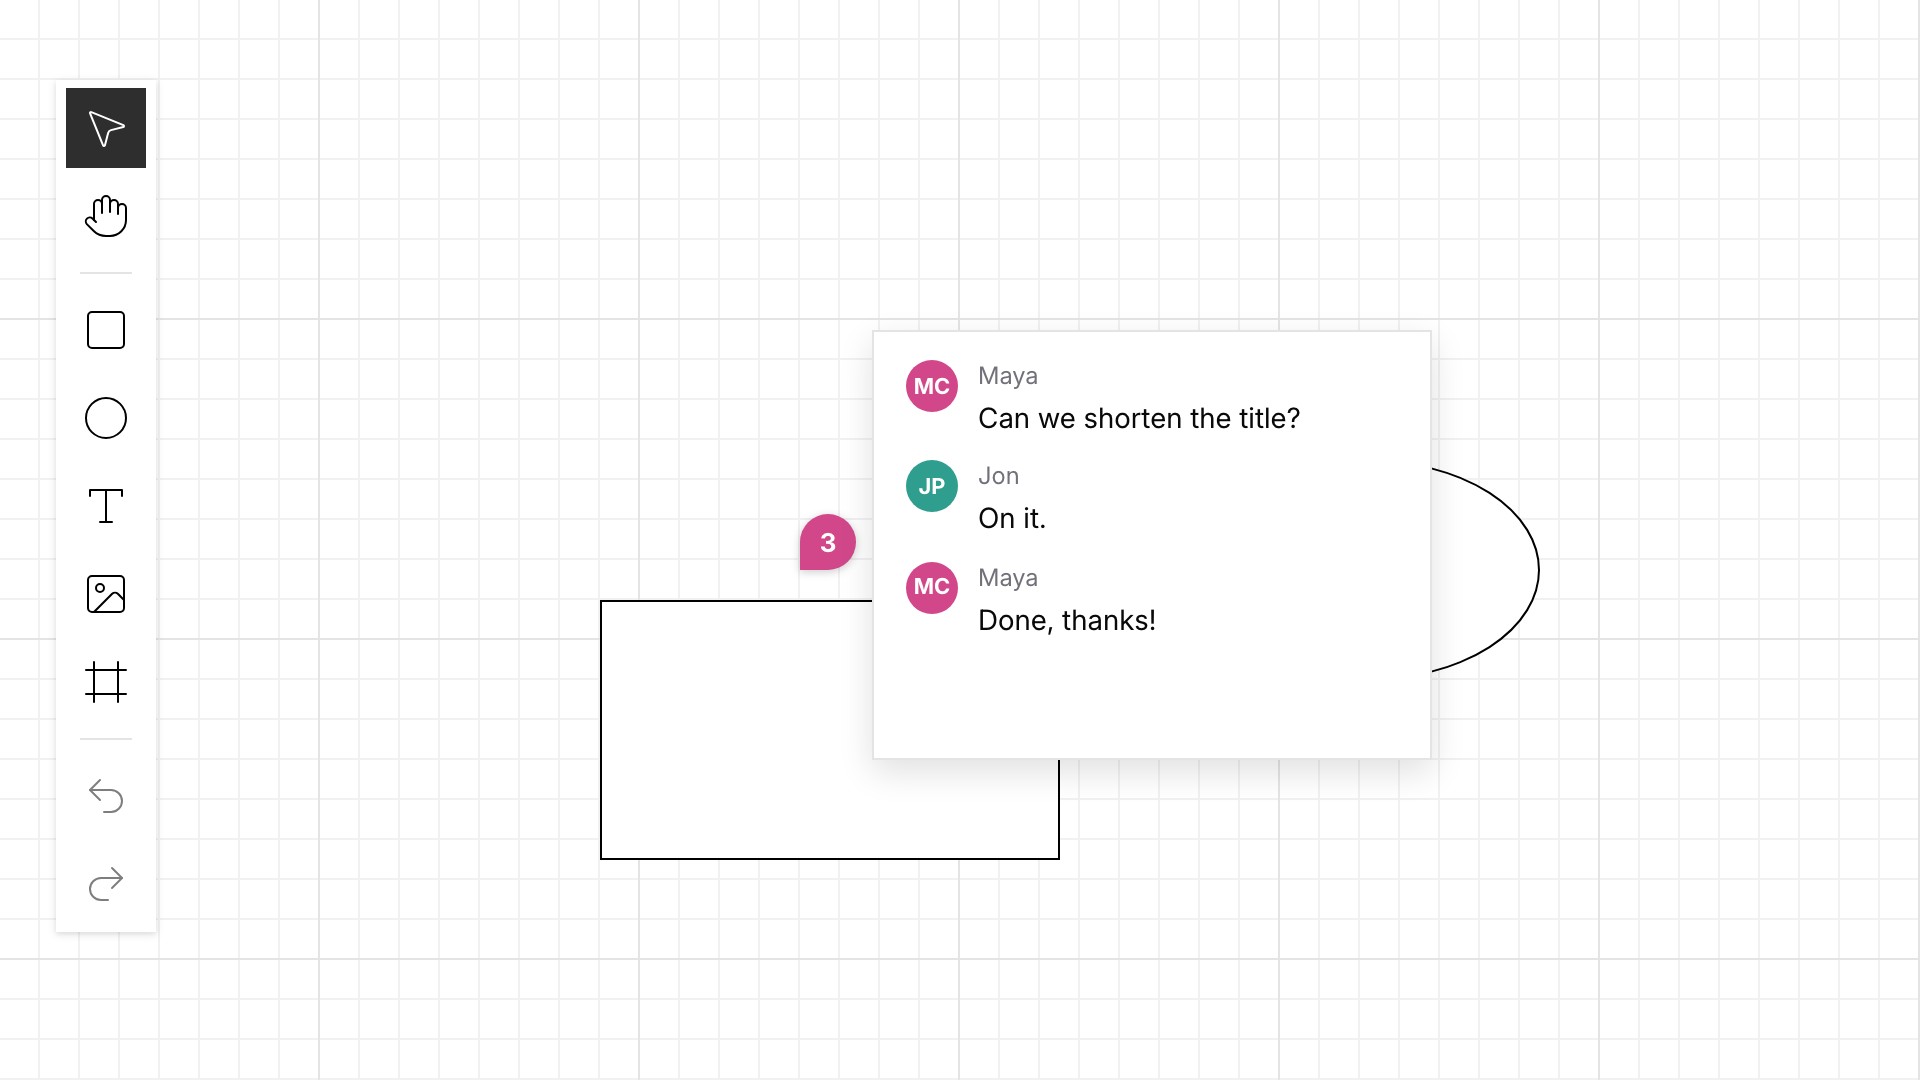 MC
Maya
Can we shorten the title?
JP
Jon
On it.
3
MC
Maya
Done, thanks!